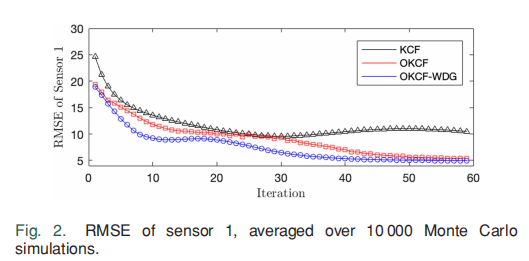 30
25
20
15
10
5
RMSE of Sensor 1
KCF
OKCF
OKCF-WDG
0 10 20 30 40 50 60
Iteration
Fig. 2. RMSE of sensor 1, averaged over 10 000 Monte Carlo
simulations.